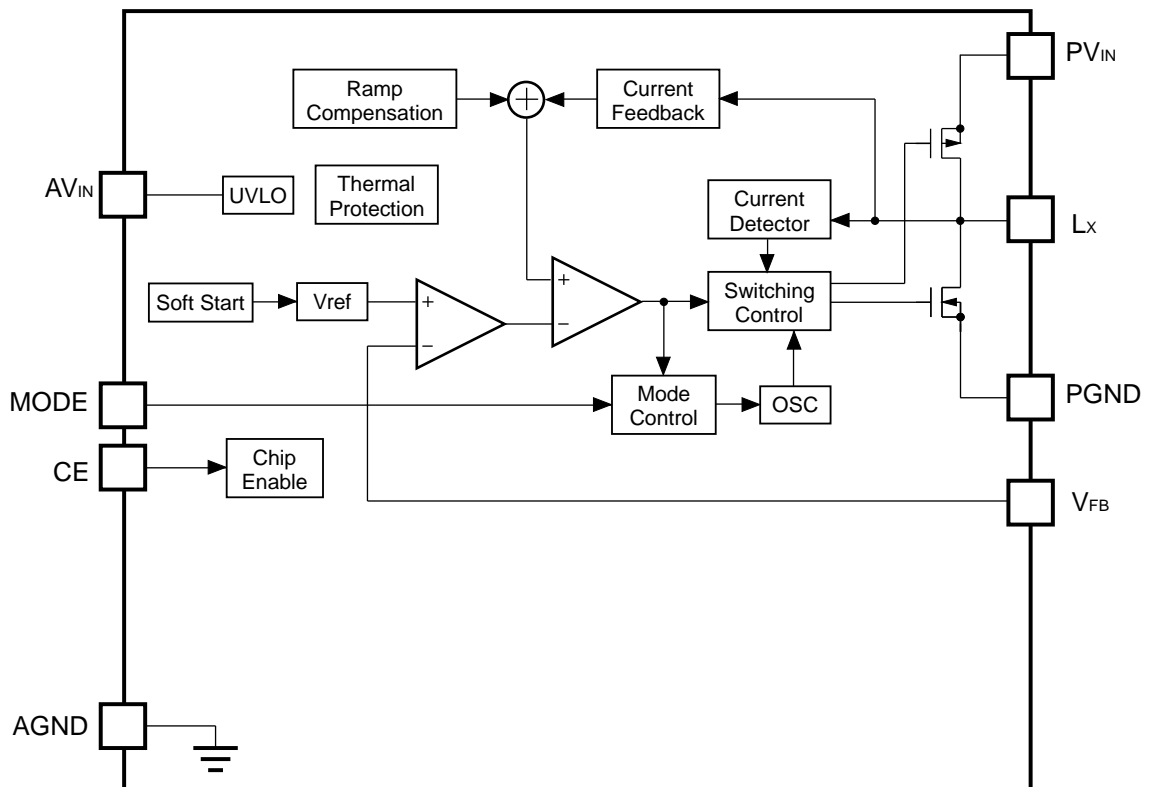 PVIN
Ramp
Compensation
+
Current
Feedback
AVIN
UVLO
Thermal
Protection
Current
Detector
LX
Soft Start
Vref
+
−
+
−
Switching
Control
MODE
Mode
Control
OSC
PGND
CE
Chip
Enable
VFB
AGND